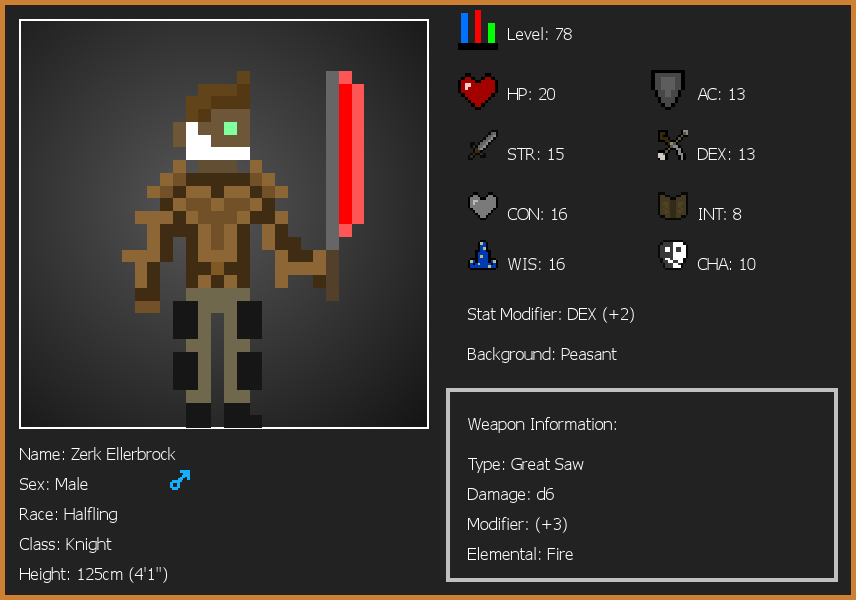 Level: 78
HP: 20
AC: 13
STR: 15
DEX: 13
CON: 16
INT: 8
WIS: 16
CHA: 10
Stat Modifier: DEX (+2)
Background: Peasant
Weapon Information:
Type: Great Saw
Damage: d6
Modifier: (+3)
Elemental: Fire
Name: Zerk Ellerbrock
Sex: Male
Race: Halfling
Class: Knight
Height: 125cm (4'1")